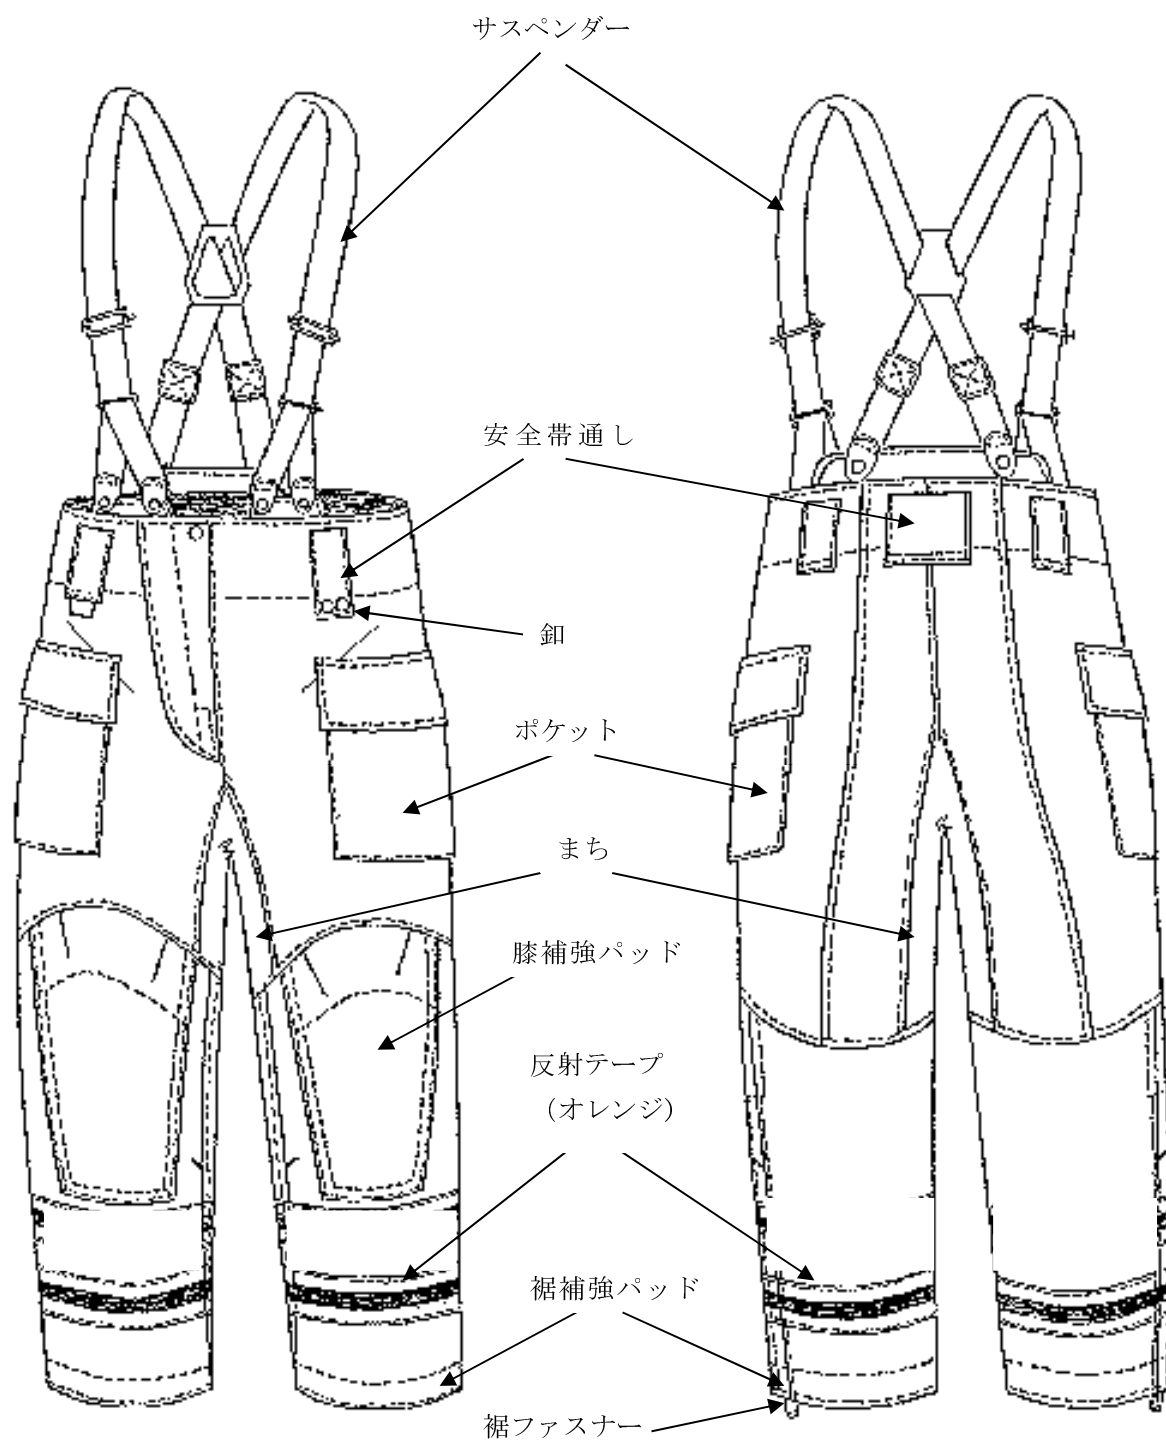 サスペンダー
安全帯通し
釦
ポケット
まち
膝補強パッド
反射テープ
（オレンジ）
裾補強パッド
裾ファスナー